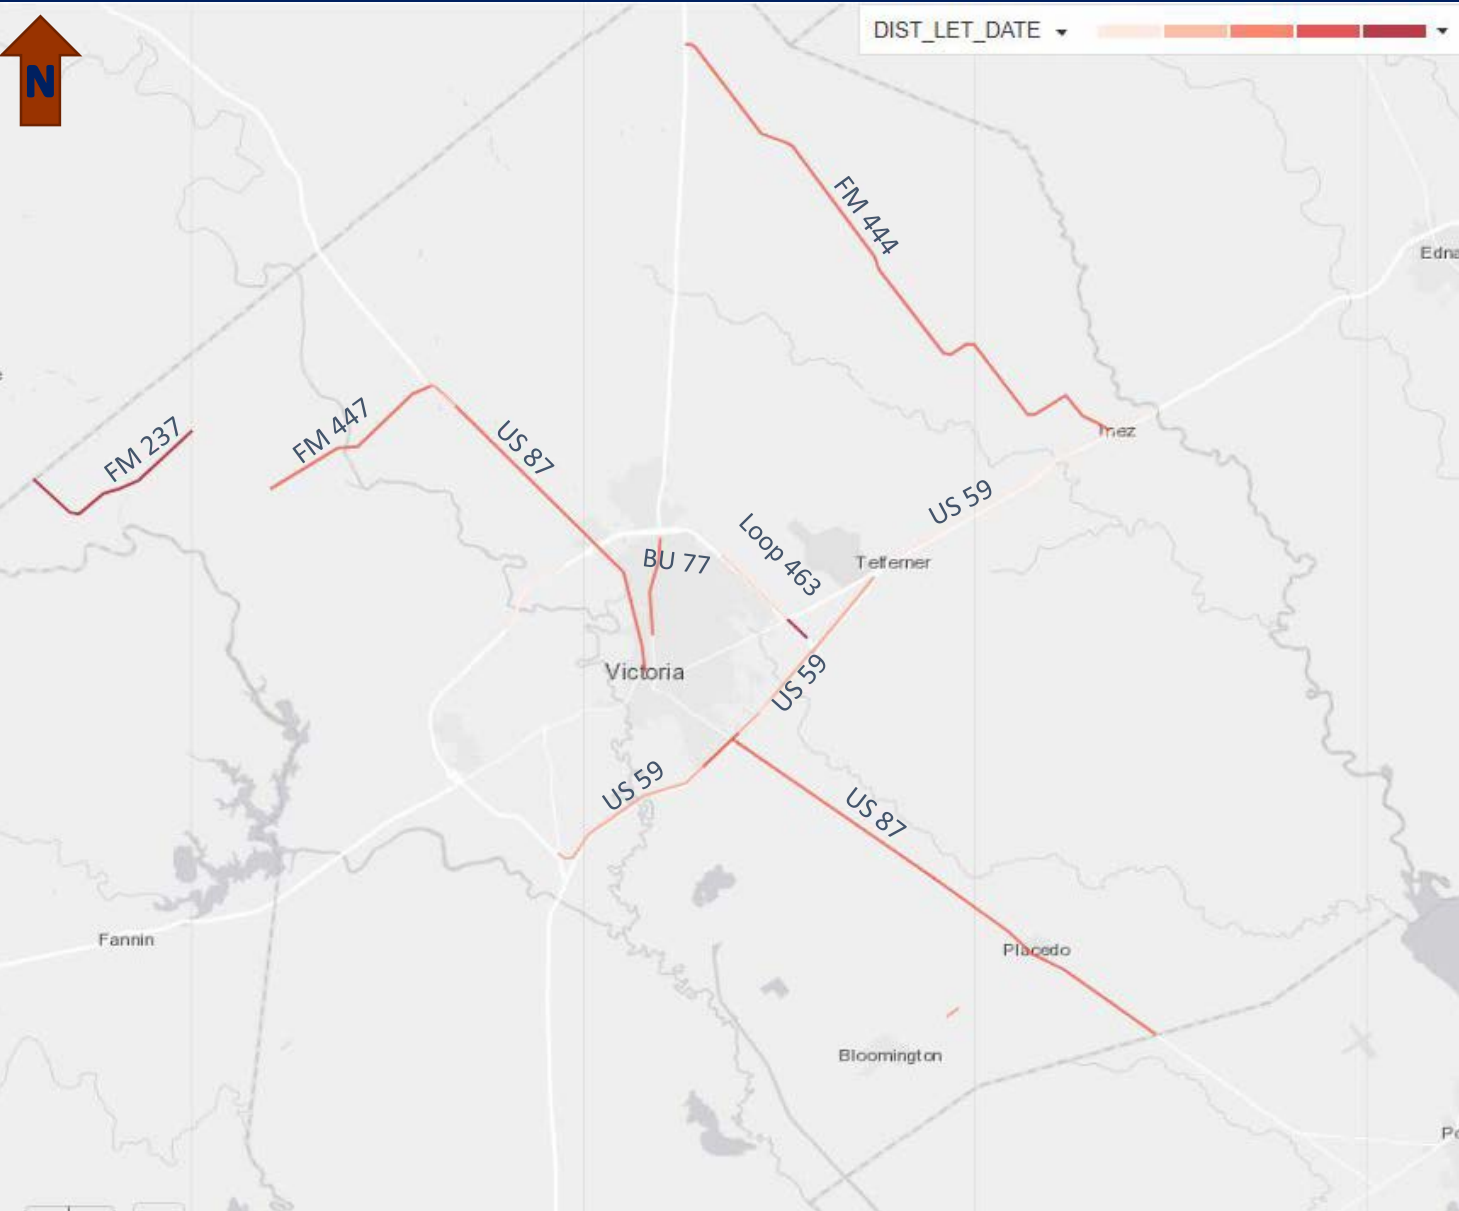 N
DIST_LET_DATE
FM 444
Edna
FM 237
FM 447
US 87
Inez
US 59
Loop 463
BU 77
Telferner
Victoria
US 59
US 59
US 87
Fannin
Placedo
Bloomington